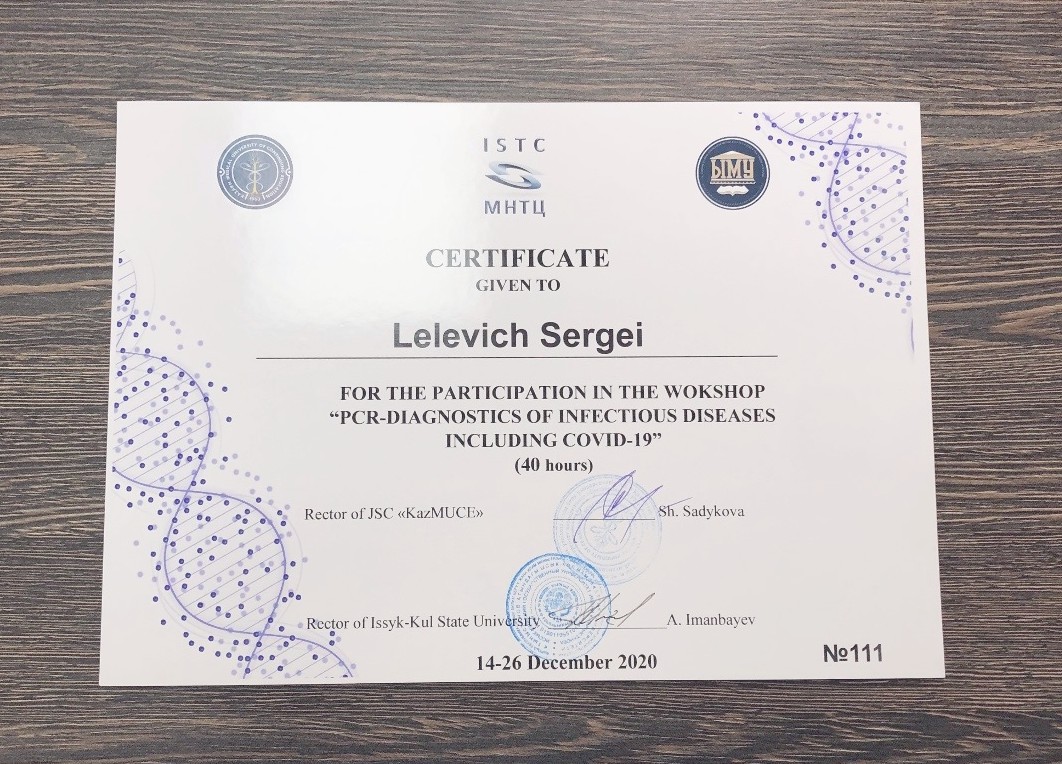 ISTC
МНТЦ
ЫМУ
CERTIFICATE
GIVEN TO
Lelevich Sergei
FOR THE PARTICIPATION IN THE WOKSHOP
“PCR-DIAGNOSTICS OF INFECTIOUS DISEASES
INCLUDING COVID-19”
(40 hours)
Rector of JSC «KazMUCE» Sh. Sadykova
Rector of Issyk-Kul State University A. Imanbayev
14-26 December 2020
№111